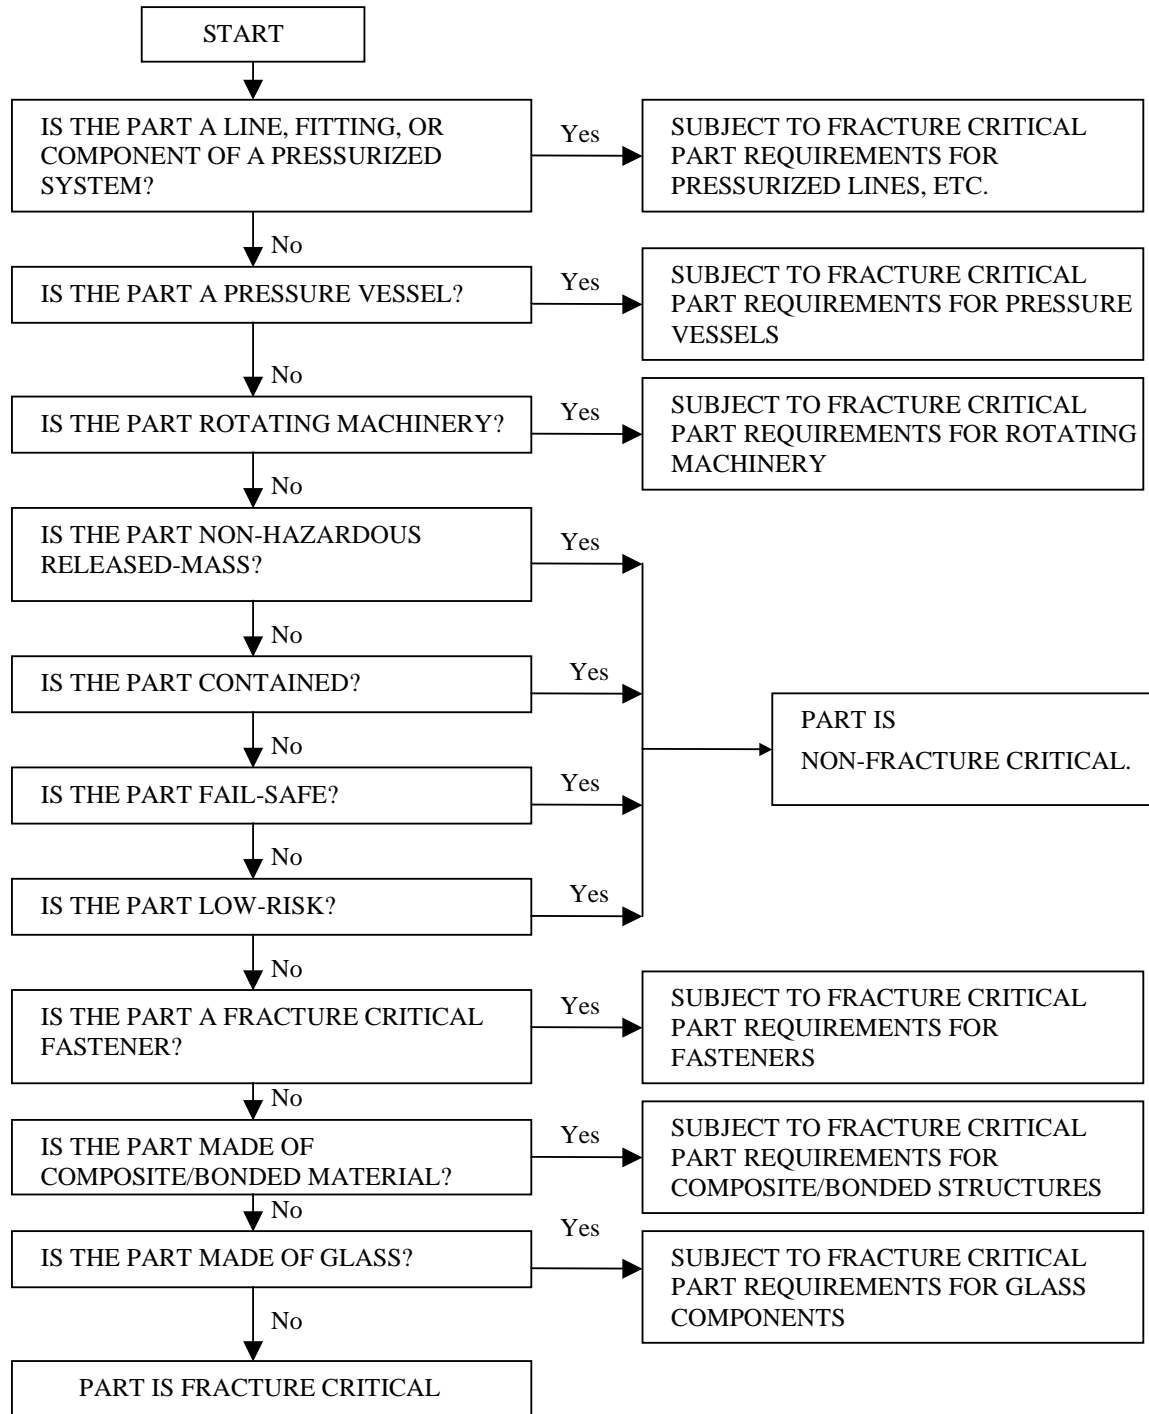 START
IS THE PART A LINE, FITTING, OR
COMPONENT OF A PRESSURIZED
SYSTEM?
Yes
SUBJECT TO FRACTURE CRITICAL
PART REQUIREMENTS FOR
PRESSURIZED LINES, ETC.
No
IS THE PART A PRESSURE VESSEL?
Yes
SUBJECT TO FRACTURE CRITICAL
PART REQUIREMENTS FOR PRESSURE
VESSELS
No
IS THE PART ROTATING MACHINERY?
Yes
SUBJECT TO FRACTURE CRITICAL
PART REQUIREMENTS FOR ROTATING
MACHINERY
No
IS THE PART NON-HAZARDOUS
RELEASED-MASS?
Yes
No
IS THE PART CONTAINED?
Yes
PART IS
NON-FRACTURE CRITICAL.
No
IS THE PART FAIL-SAFE?
Yes
No
IS THE PART LOW-RISK?
Yes
No
IS THE PART A FRACTURE CRITICAL
FASTENER?
Yes
SUBJECT TO FRACTURE CRITICAL
PART REQUIREMENTS FOR
FASTENERS
No
IS THE PART MADE OF
COMPOSITE/BONDED MATERIAL?
Yes
SUBJECT TO FRACTURE CRITICAL
PART REQUIREMENTS FOR
COMPOSITE/BONDED STRUCTURES
No
IS THE PART MADE OF GLASS?
Yes
SUBJECT TO FRACTURE CRITICAL
PART REQUIREMENTS FOR GLASS
COMPONENTS
No
PART IS FRACTURE CRITICAL